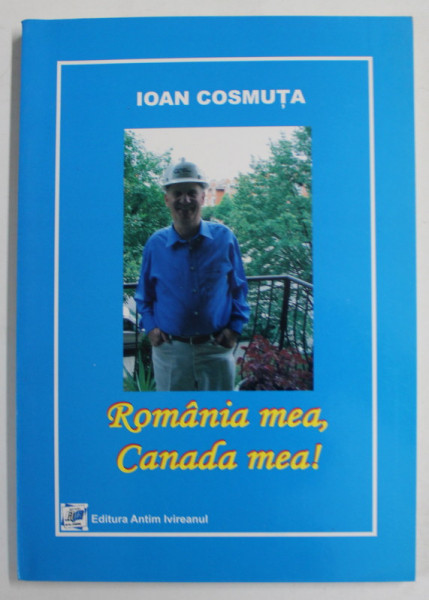 IOAN COSMUȚA
România mea,
Canada mea!
Editura Antim Ivireanul